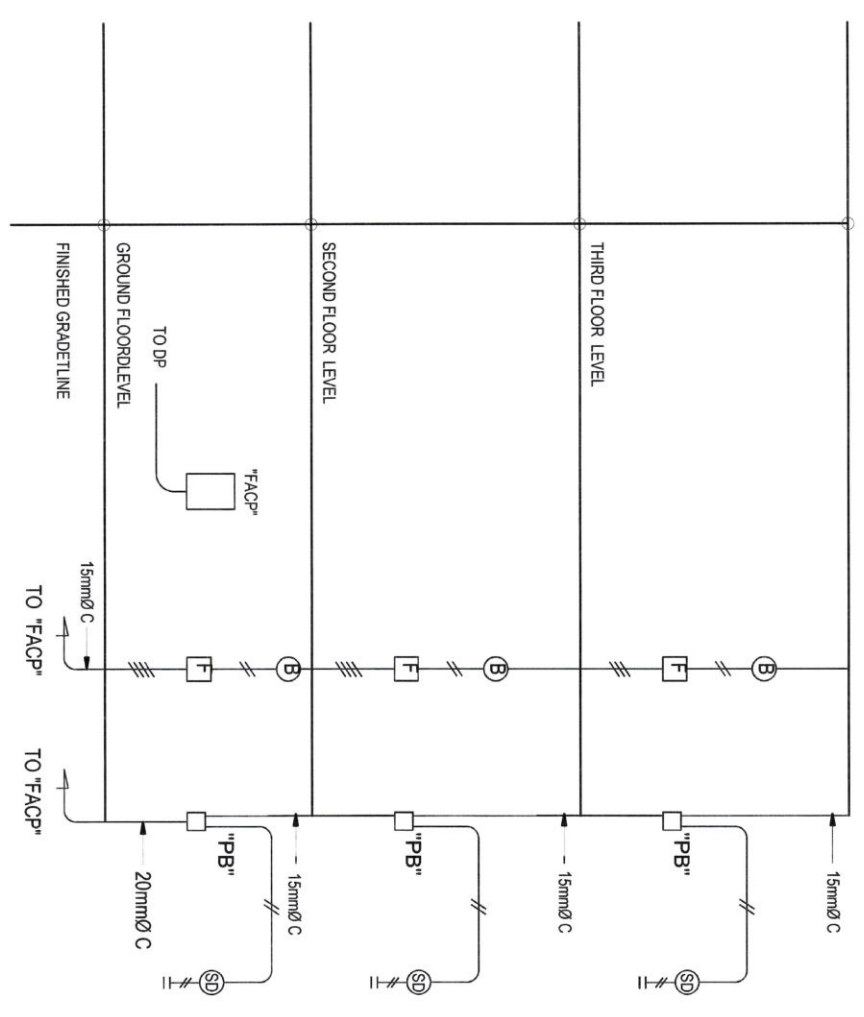 THIRD FLOOR LEVEL
"PB"
15mmØ C
F
B
SD
SECOND FLOOR LEVEL
"PB"
15mmØ C
F
B
SD
GROUND FLOORDLEVEL
TO DP
"FACP"
"PB"
15mmØ C
F
B
SD
20mmØ C
FINISHED GRADETLINE
15mmØ C
TO "FACP"
TO "FACP"